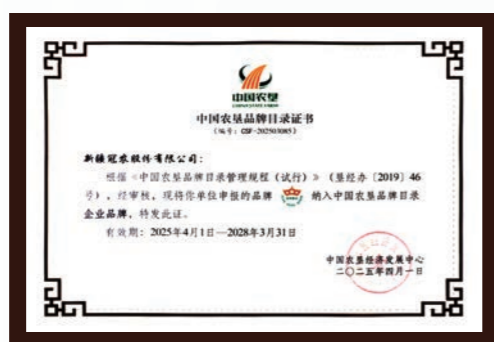 中国农垦
中国农垦品牌目录证书
（编号：CSF-202501085）
新疆冠农股份有限公司：
根据《中国农垦品牌目录管理规程（试行）》（垦经办〔2019〕46
号），经审核，现将你单位申报的品牌 纳入中国农垦品牌目录
企业品牌，特发此证。
有效期：2025年4月1日—2028年3月31日
中国农垦经济发展中心
二〇二五年四月一日